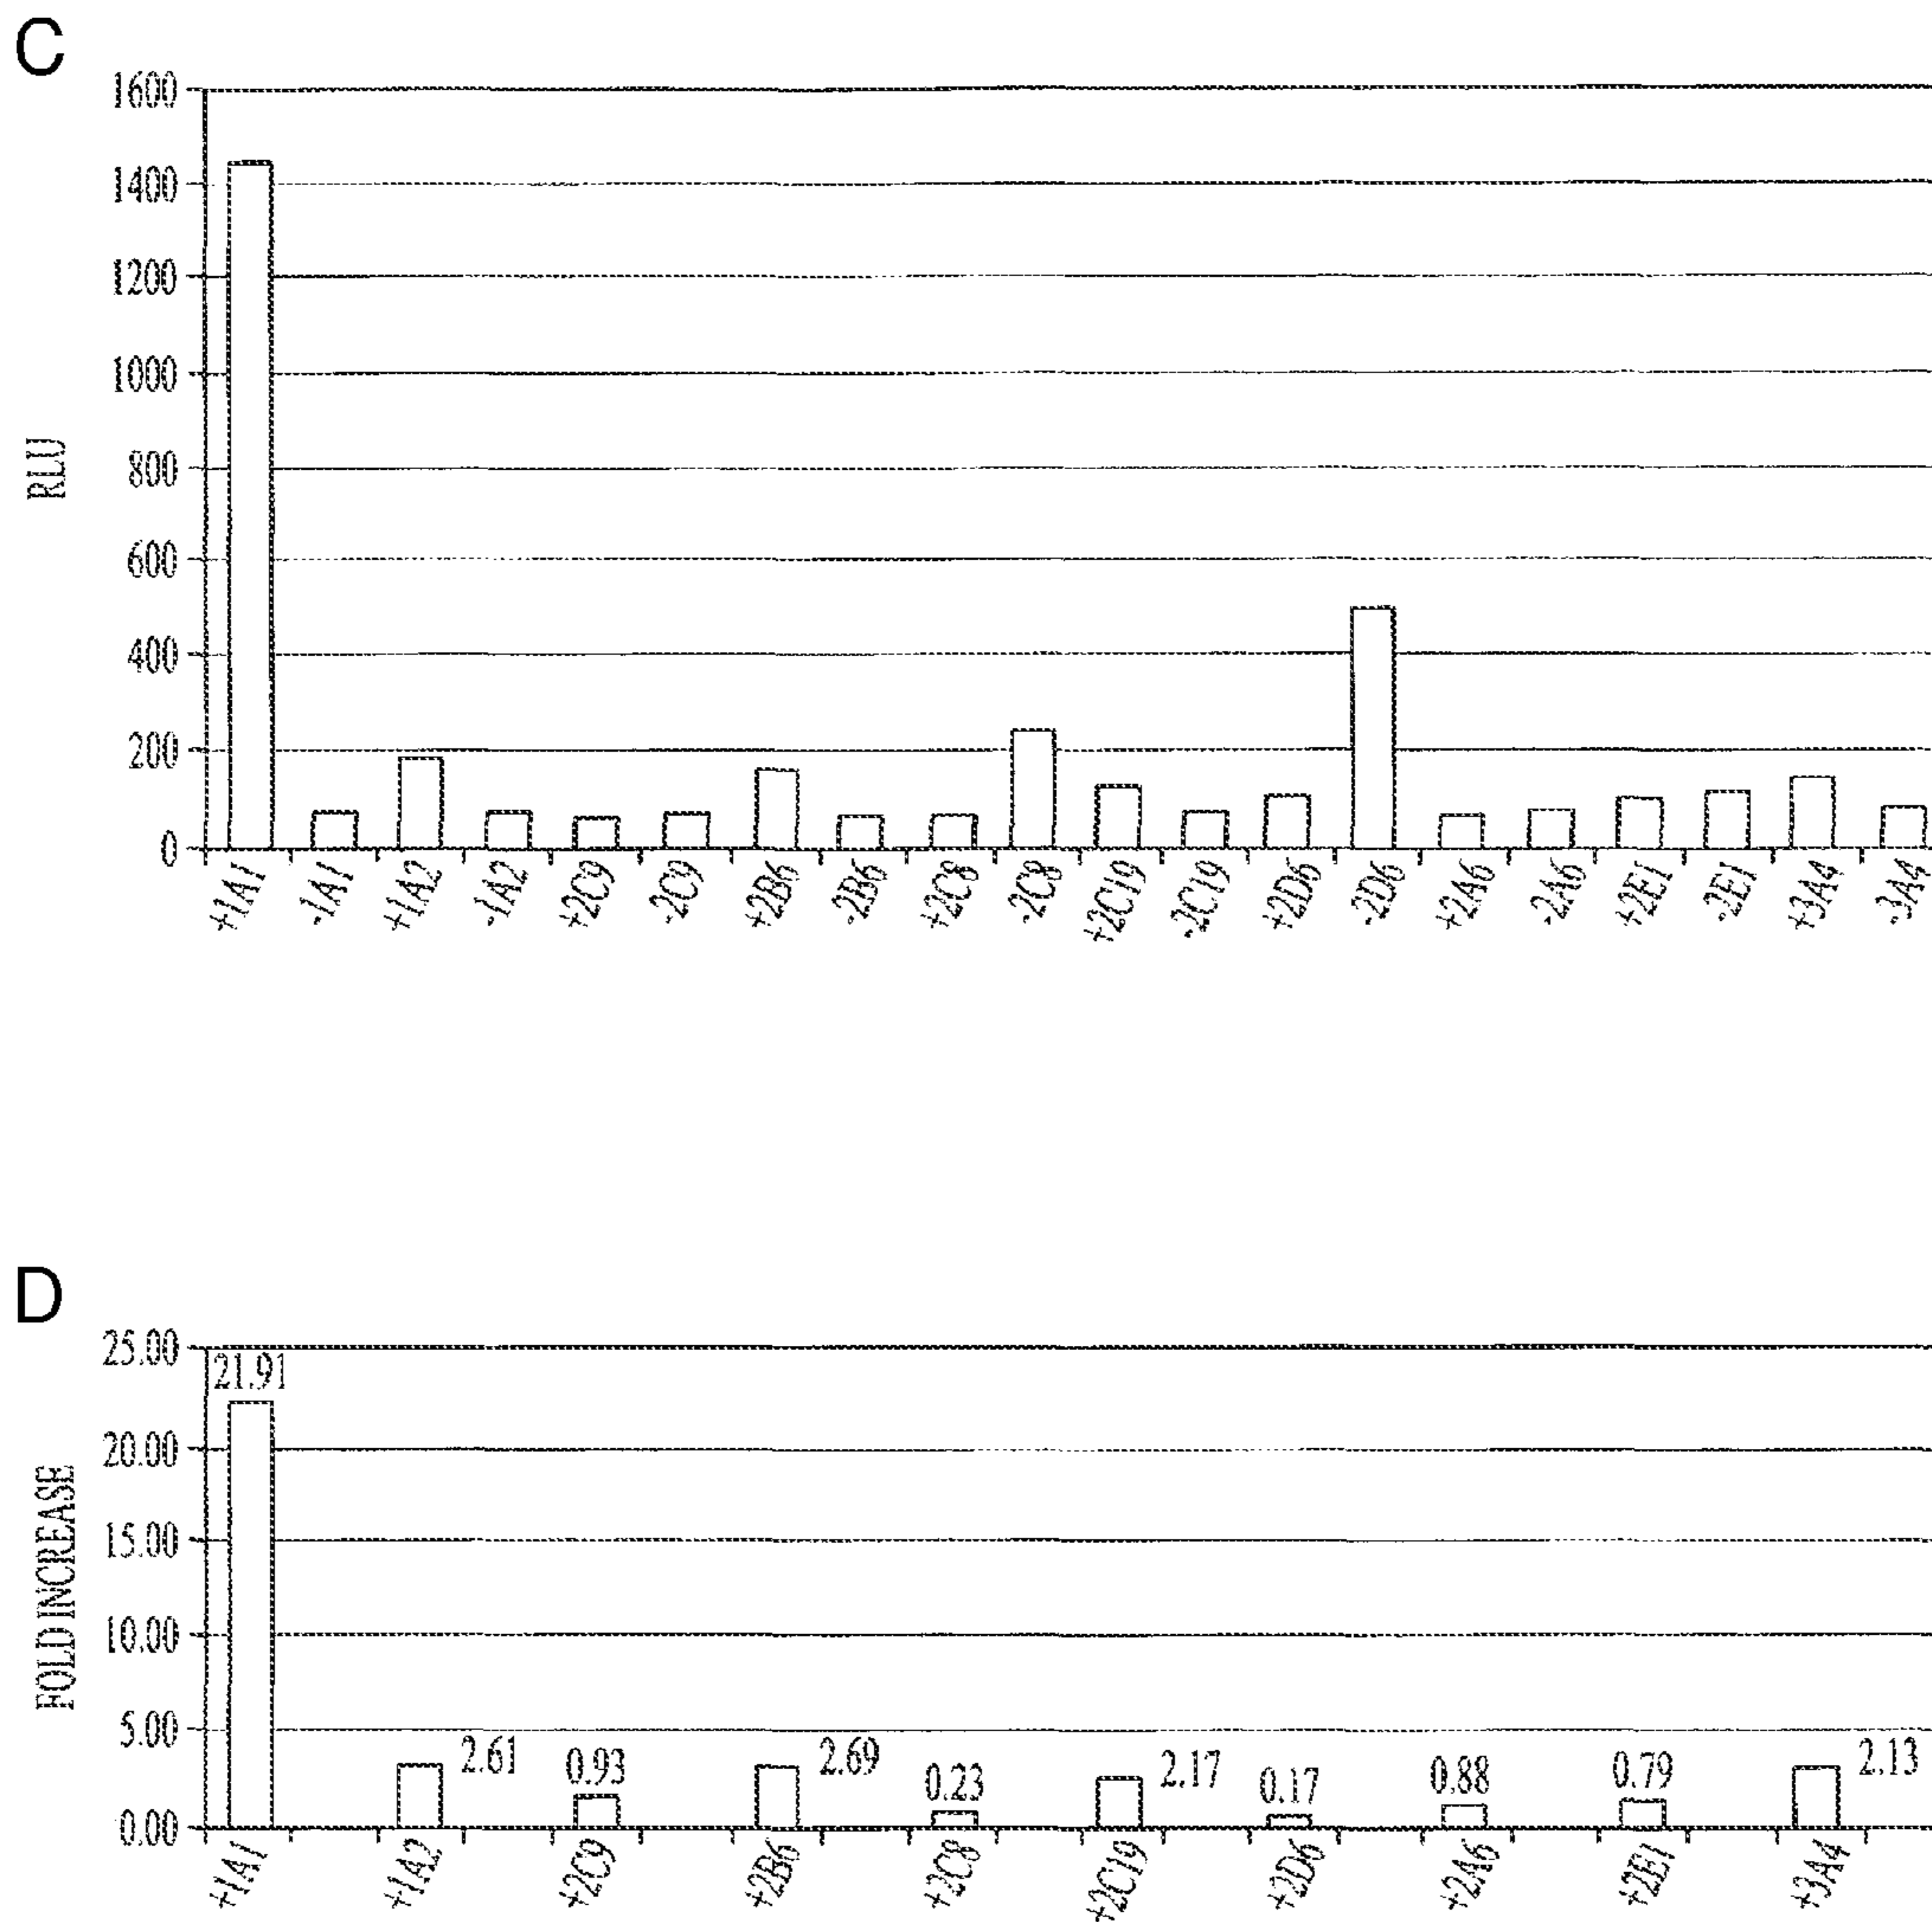 C
1600
1400
1200
1000
800
600
400
200
0
RLU
+1A1 -1A1 +1A2 -1A2 +2C9 -2C9 +2B6 -2B6 +2C8 -2C8 +2C19 -2C19 +2D6 -2D6 +2A6 -2A6 +2E1 -2E1 +3A4 -3A4
D
25.00
20.00
15.00
10.00
5.00
0.00
FOLD INCREASE
21.91
2.61 0.93 2.69 0.23 2.17 0.17 0.88 0.79 2.13
+1A1 +1A2 +2C9 +2B6 +2C8 +2C19 +2D6 +2A6 +2E1 +3A4